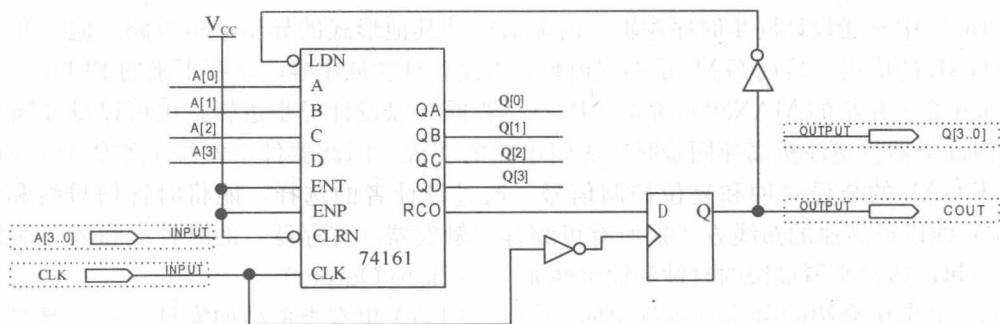 VCC
LDN
A[0]
A
A[1]
B
QA
Q[0]
A[2]
C
QB
Q[1]
A[3]
D
QC
Q[2]
QD
Q[3]
ENT
ENP
RCO
CLRN
CLK
74161
A[3..0]
INPUT
CLK
INPUT
D
Q
OUTPUT
Q[3..0]
OUTPUT
COUT